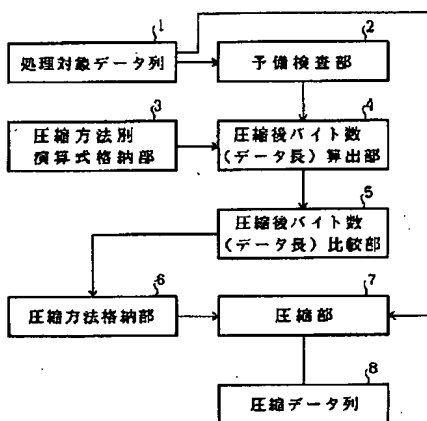 1
処理対象データ列
2
予備検査部
3
圧縮方法別
演算式格納部
4
圧縮後バイト数
(データ長)算出部
5
圧縮後バイト数
(データ長)比較部
6
圧縮方法格納部
7
圧縮部
8
圧縮データ列